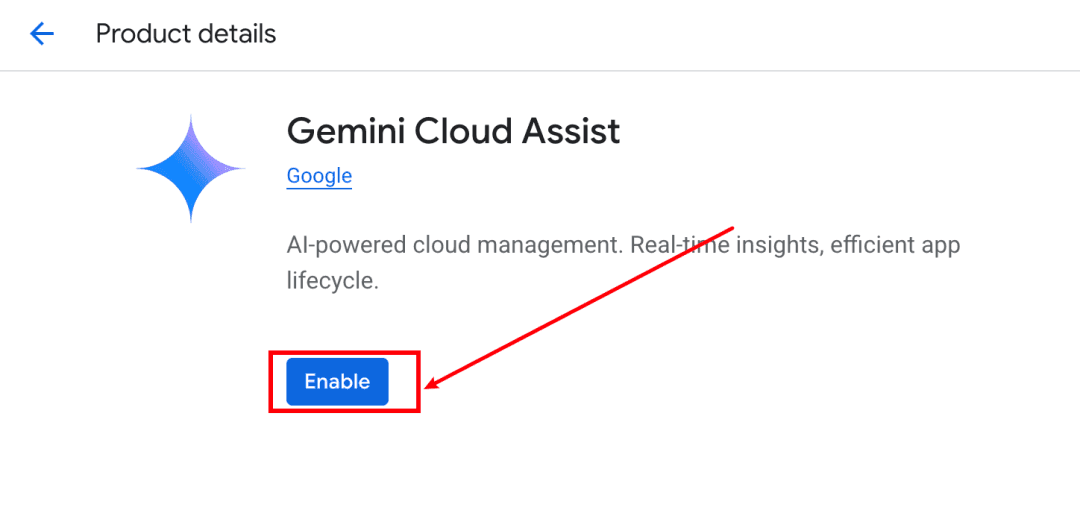 Product details
Gemini Cloud Assist
Google
AI-powered cloud management. Real-time insights, efficient app
lifecycle.
Enable